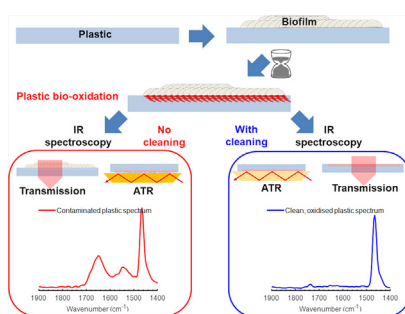 Plastic
Biofilm
Plastic bio-oxidation
IR
spectroscopy
No
cleaning
With
cleaning
IR
spectroscopy
Transmission
ATR
Contaminated plastic spectrum
1900 1800 1700 1600 1500 1400
Wavenumber (cm-1)
ATR
Transmission
Clean, oxidised plastic spectrum
1900 1800 1700 1600 1500 1400
Wavenumber (cm-1)